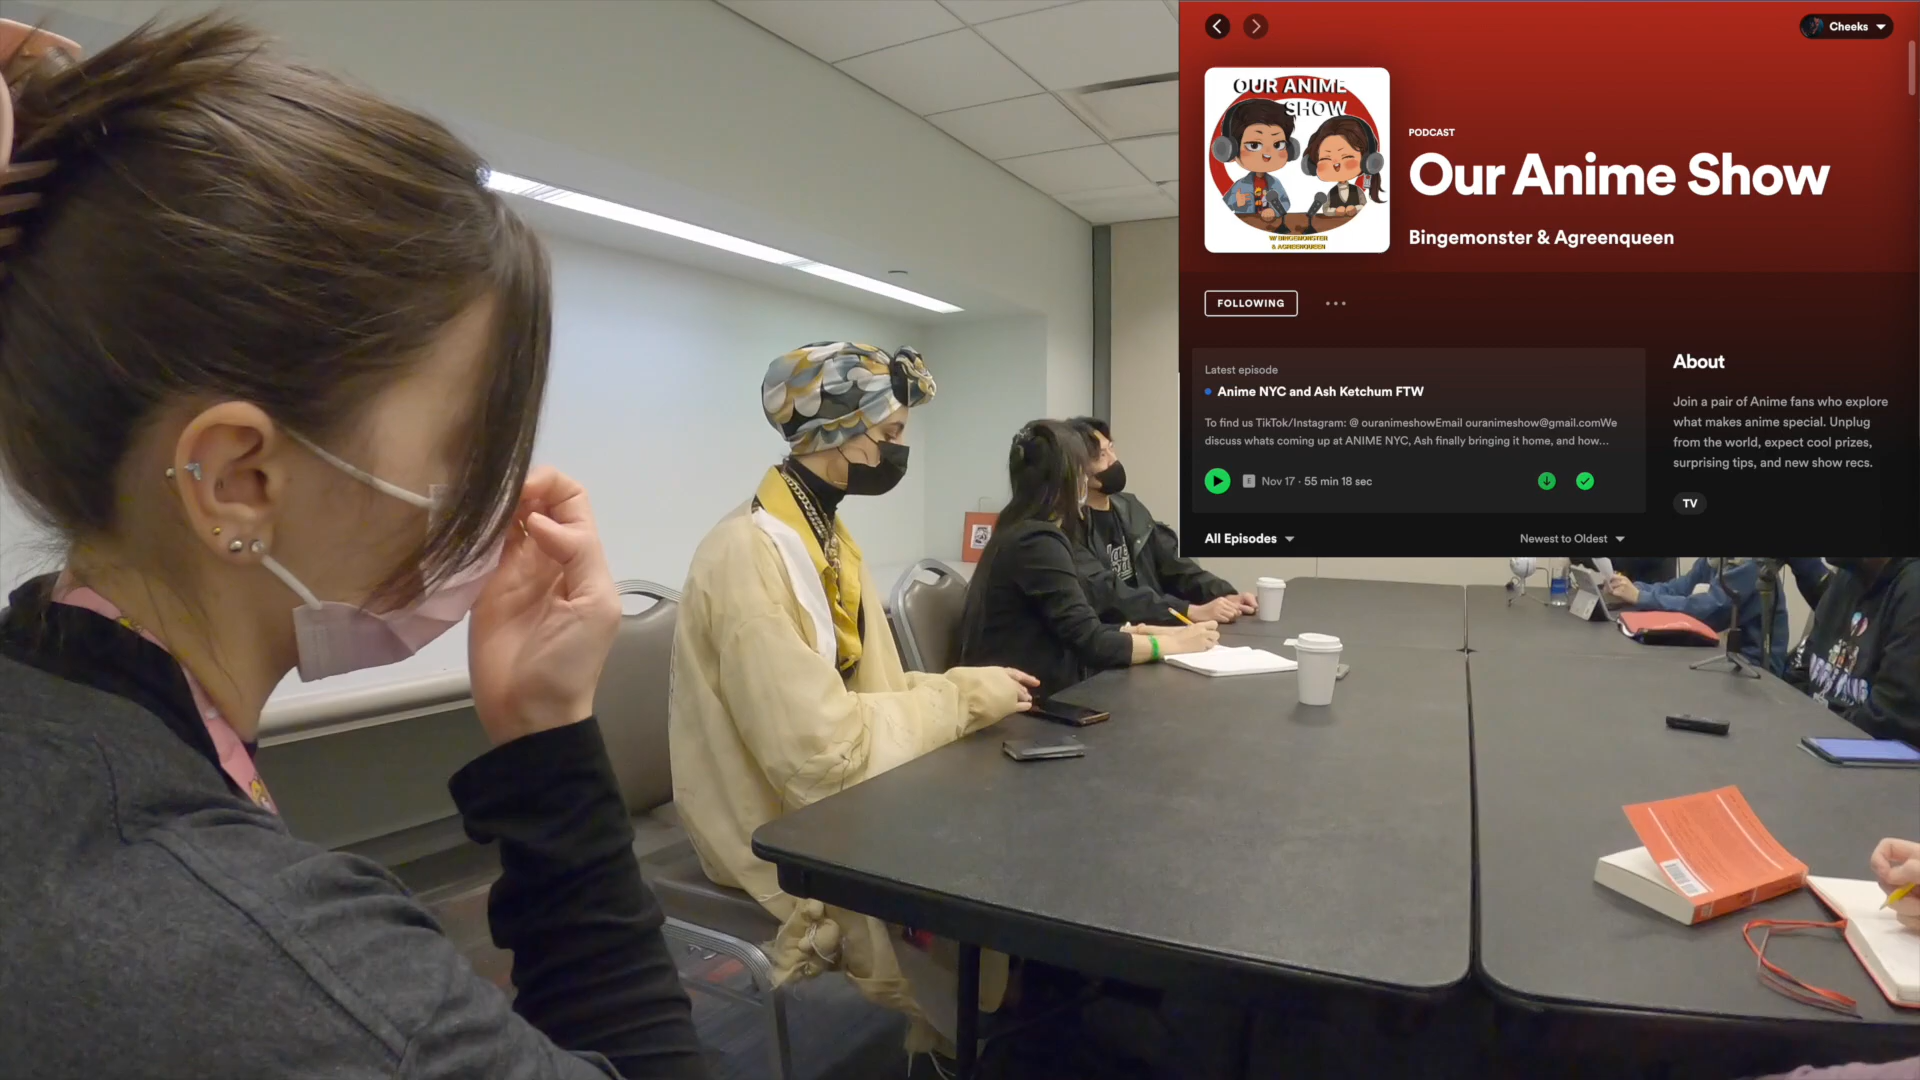 Cheeks
OUR ANIME
SHOW
W/ BINGEMONSTER
& AGREENQUEEN
PODCAST
Our Anime Show
Bingemonster & Agreenqueen
FOLLOWING
Latest episode
Anime NYC and Ash Ketchum FTW
To find us TikTok/Instagram: @ ouranimeshowEmail ouranimeshow@gmail.comWe
discuss whats coming up at ANIME NYC, Ash finally bringing it home, and how...
E Nov 17 · 55 min 18 sec
All Episodes
Newest to Oldest
About
Join a pair of Anime fans who explore
what makes anime special. Unplug
from the world, expect cool prizes,
surprising tips, and new show recs.
TV